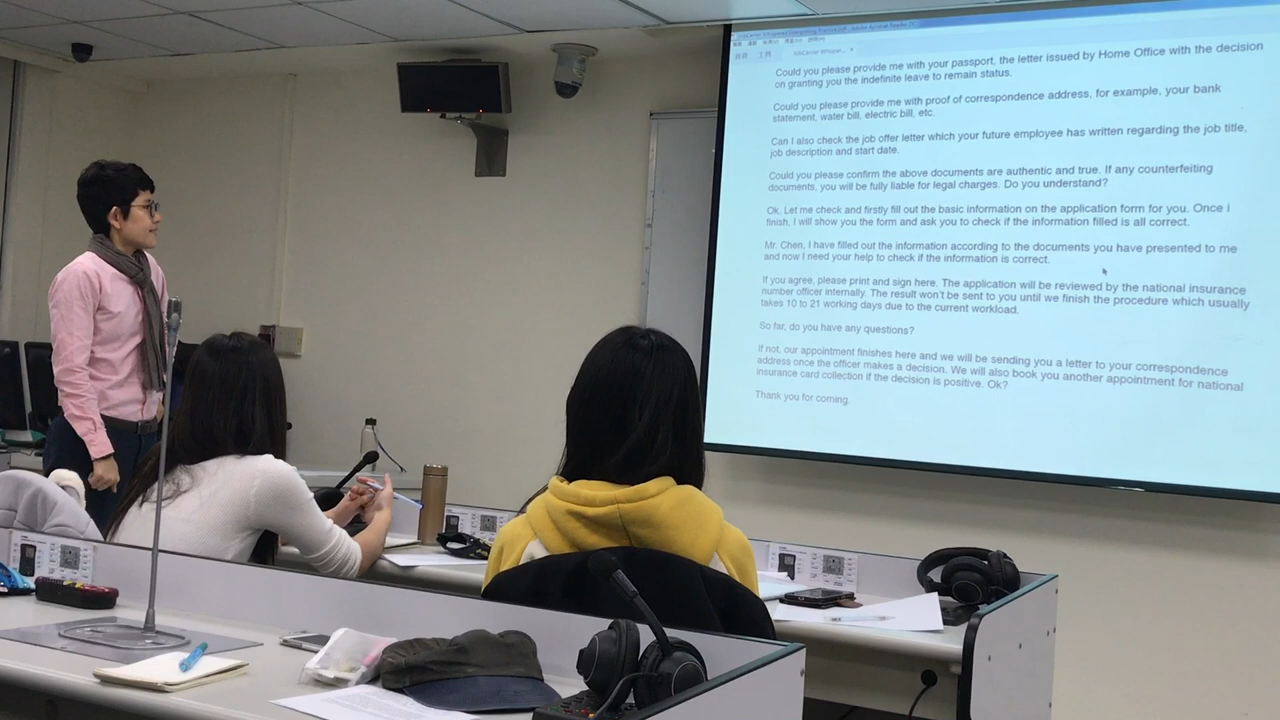 JobCenter Whispered Interpreting Practice.pdf - Adobe Acrobat Reader DC
JobCenter Whisper...
Could you please provide me with your passport, the letter issued by Home Office with the decision
on granting you the indefinite leave to remain status.
Could you please provide me with proof of correspondence address, for example, your bank
statement, water bill, electric bill, etc.
Can I also check the job offer letter which your future employee has written regarding the job title,
job description and start date.
Could you please confirm the above documents are authentic and true. If any counterfeiting
documents, you will be fully liable for legal charges. Do you understand?
Ok. Let me check and firstly fill out the basic information on the application form for you. Once i
finish, I will show you the form and ask you to check if the information filled is all correct.
Mr. Chen, I have filled out the information according to the documents you have presented to me
and now I need your help to check if the information is correct.
If you agree, please print and sign here. The application will be reviewed by the national insurance
number officer internally. The result won't be sent to you until we finish the procedure which usually
takes 10 to 21 working days due to the current workload.
So far, do you have any questions?
If not, our appointment finishes here and we will be sending you a letter to your correspondence
address once the officer makes a decision. We will also book you another appointment for national
insurance card collection if the decision is positive. Ok?
Thank you for coming.